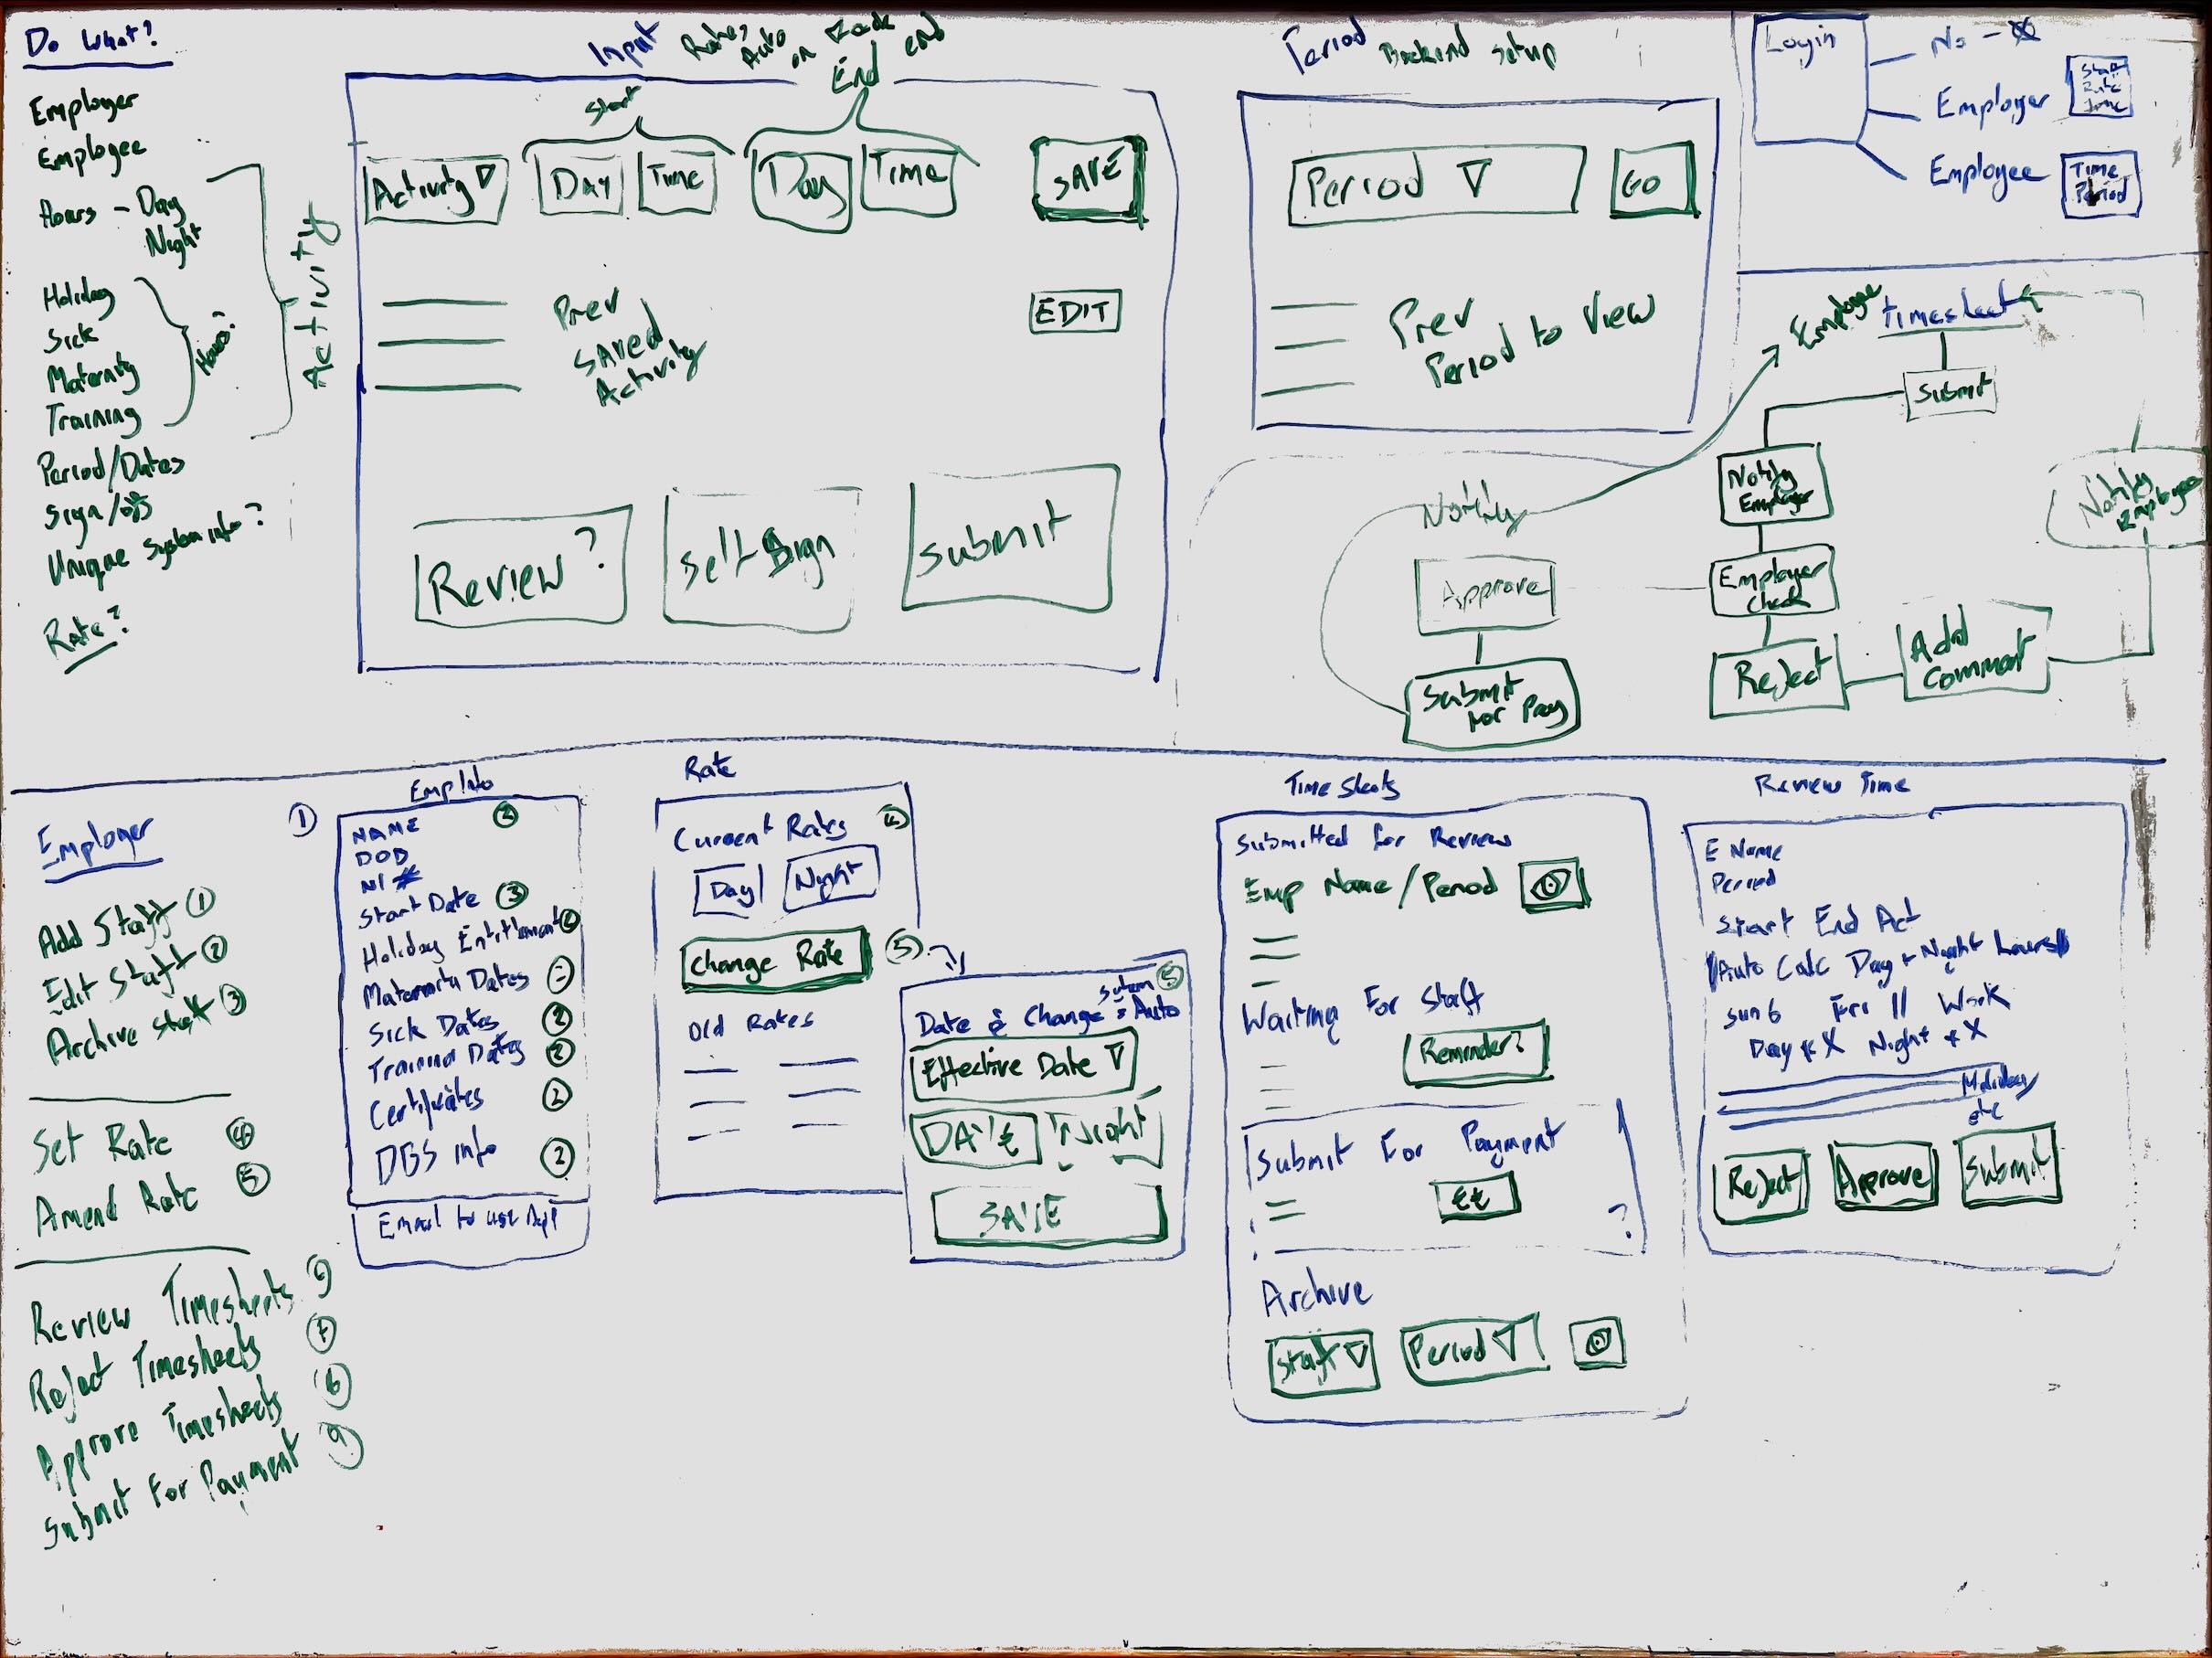 Do What?
Employer
Employee
Hours - Day
Night
Holiday
Sick
Maternity
Training
Hours?
Activity
Period/Dates
Sign/off
Unique System info?
Rate?
Input
Rates
Auto
on
end
Start
End
Activity
Day
Time
Day
Time
SAVE
Prev
SAved
Activity
EDIT
Review?
Self Sign
Submit
Period
Backend setup
Period
GO
Prev
Period to View
Login
No -
Employer
Staff
Rate
Time
Employee
Time
Period
Employee Timesheet
Submit
Notify
Employer
Employer
Check
Reject
Add
Comment
Notify
Employee
Approve
Submit
For Pay
Notify
Employer
Add Staff 1
Edit Staff 2
Archive Staff 3
Set Rate 4
Amend Rate 5
Review Timesheets
Reject Timesheets 7
Approve Timesheets
Submit For Payment 9
1
Emp Info
NAME 2
DOD
NI #
Start Date 3
Holiday Entitlement
Maternity Dates
Sick Dates 2
Training Dates 2
Certificates 2
DBS info 2
Email to use App
Rate
Current Rates
Day
Night
Change Rate 5
Old Rates
System 5
Date & Change = Auto
Effective Date
DAY £
Night
SAVE
Time Sheets
Submitted For Review
Emp Name / Period
Waiting For Staff
Reminder?
Submit For Payment
££
?
Archive
Staff
Period
Review Time
E Name
Period
Start End Act
Auto Calc Day + Night hours
Sun 6 Fri 11 Work
Day * X Night * X
Holiday
etc
Reject
Approve
Submit